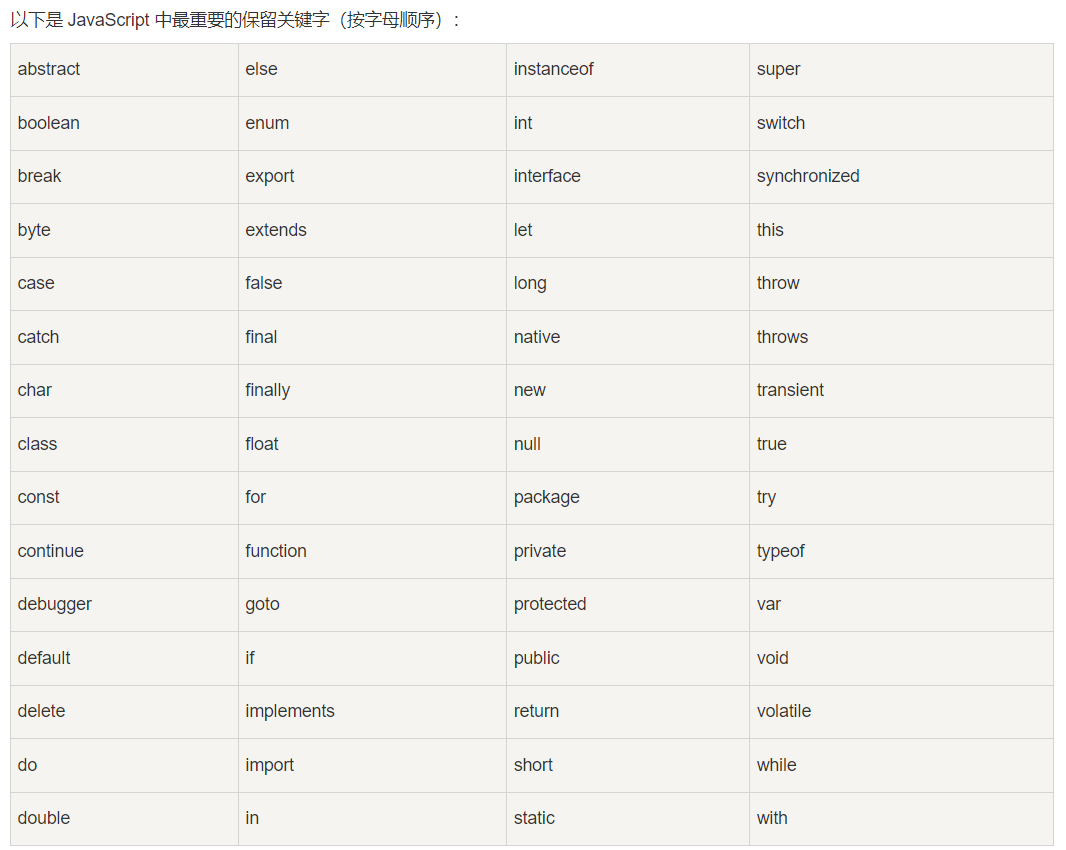 以下是 JavaScript 中最重要的保留关键字（按字母顺序）：
abstract else instanceof super
boolean enum int switch
break export interface synchronized
byte extends let this
case false long throw
catch final native throws
char finally new transient
class float null true
const for package try
continue function private typeof
debugger goto protected var
default if public void
delete implements return volatile
do import short while
double in static with